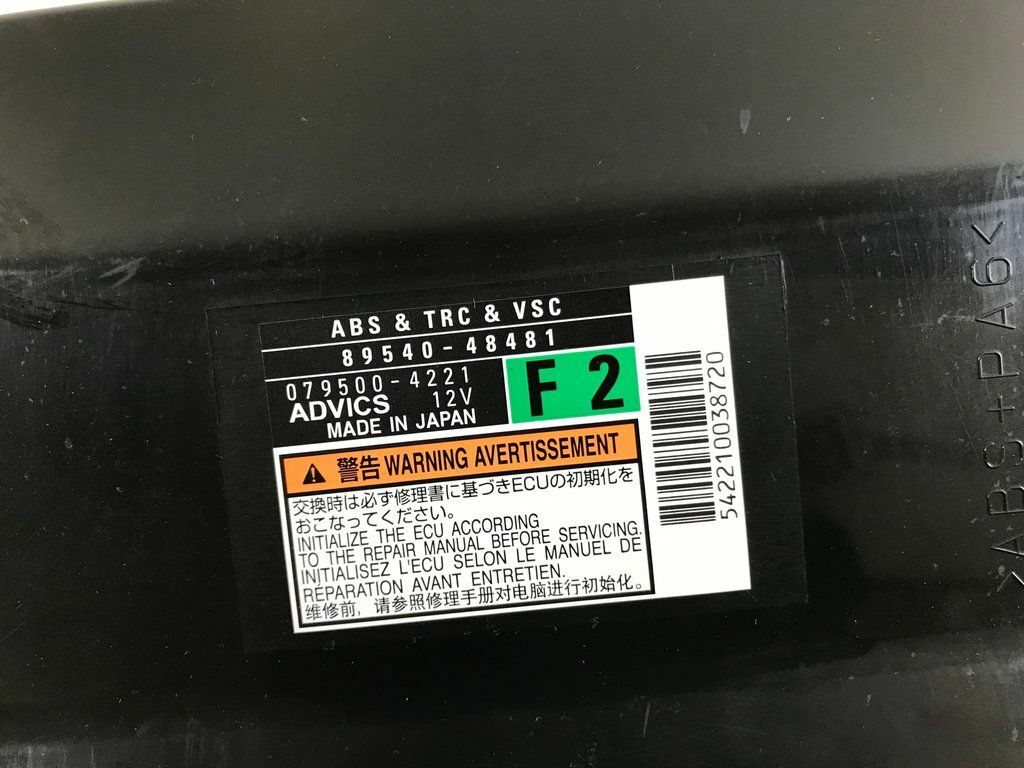 ABS & TRC & VSC
89540-48481
079500-4221
ADVICS 12V
MADE IN JAPAN
F2
警告 WARNING AVERTISSEMENT
交換時は必ず修理書に基づきECUの初期化を
おこなってください。
INITIALIZE THE ECU ACCORDING
TO THE REPAIR MANUAL BEFORE SERVICING.
INITIALISEZ L'ECU SELON LE MANUEL DE
RÉPARATION AVANT ENTRETIEN.
维修前，请参照修理手册对电脑进行初始化。
542210038720
>ABS+PA6<